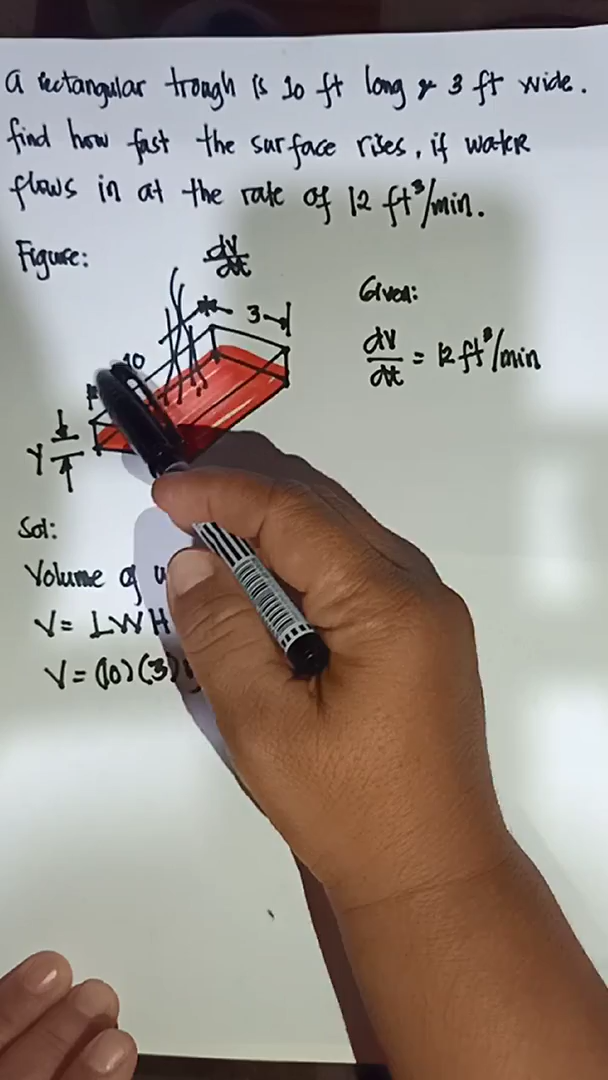 A rectangular trough is 10 ft long & 3 ft wide.
find how fast the surface rises, if water
flows in at the rate of 12 ft³/min.
Figure:
dV/dt
Given:
3
10
dV/dt = 12 ft³/min
Y
Sol:
Volume of
V = LWH
V = (10)(3)